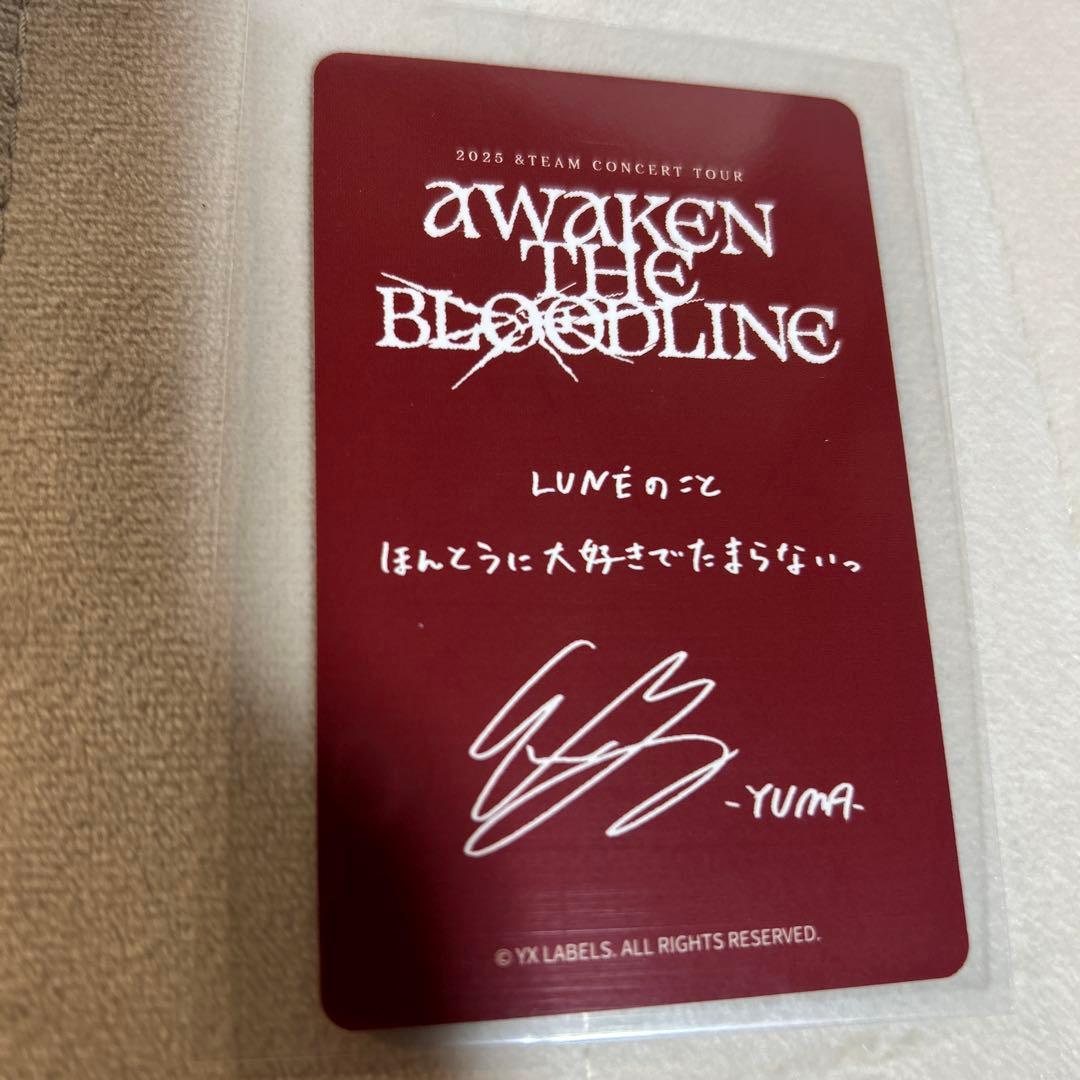 2025 &TEAM CONCERT TOUR
AWAKEN
THE
BLOODLINE
LUNÉのこと
ほんとうに大好きでたまらないっ
-YUMA-
© YX LABELS. ALL RIGHTS RESERVED.